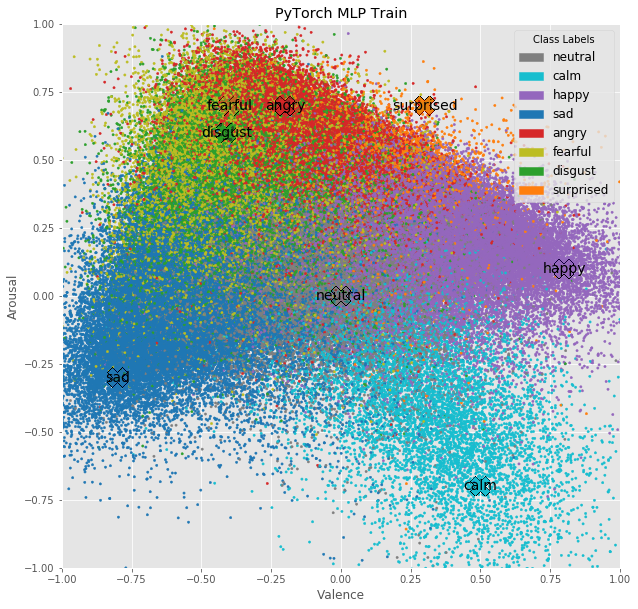 PyTorch MLP Train
Class Labels
neutral
calm
happy
sad
angry
fearful
disgust
surprised
fearful angry surprised
disgust
happy
neutral
sad
calm
1.00
0.75
0.50
0.25
0.00
−0.25
−0.50
−0.75
−1.00
Arousal
−1.00 −0.75 −0.50 −0.25 0.00 0.25 0.50 0.75 1.00
Valence